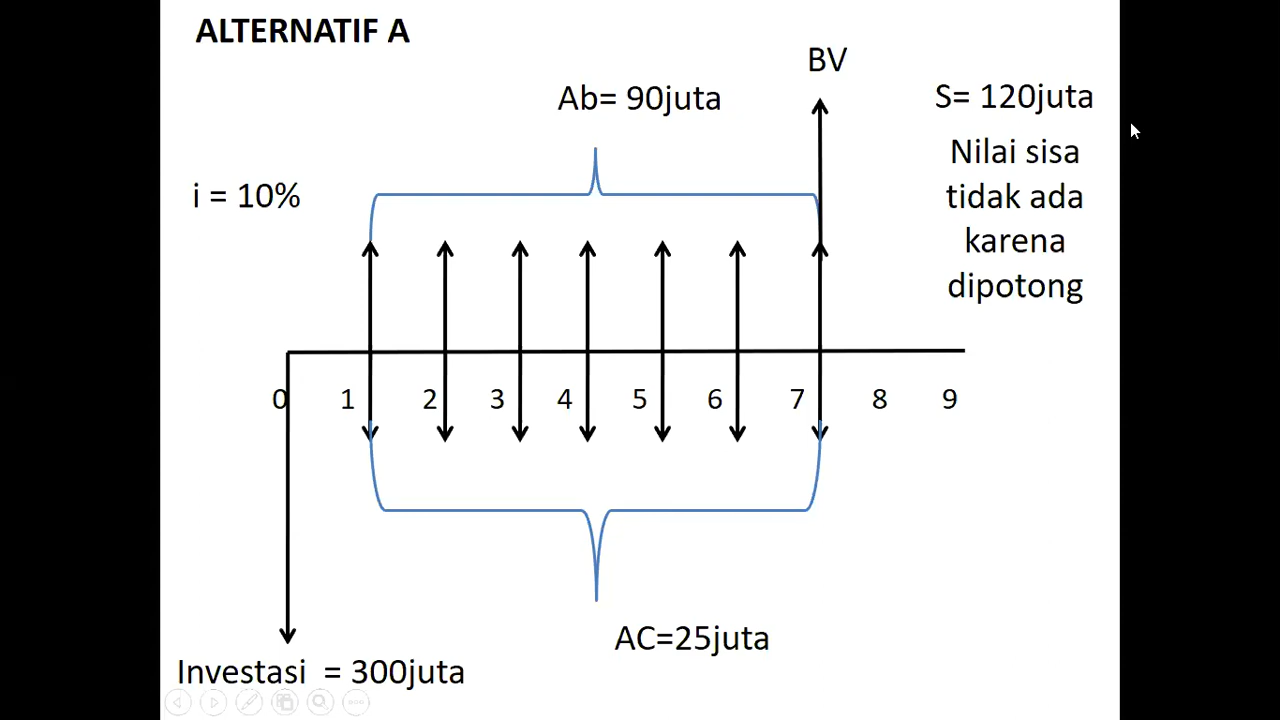 ALTERNATIF A
BV
Ab= 90juta
S= 120juta
Nilai sisa
tidak ada
karena
dipotong
i = 10%
0 1 2 3 4 5 6 7 8 9
AC=25juta
Investasi = 300juta